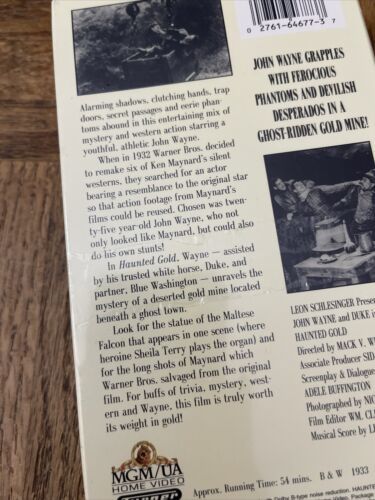 0 27616-64677-3 7
Alarming shadows, clutching hands, trap
doors, secret passages and eerie phan-
toms abound in this entertaining mix of
mystery and western action starring a
youthful, athletic John Wayne.
When in 1932 Warner Bros. decided
to remake six of Ken Maynard's silent
westerns, they searched for an actor
bearing a resemblance to the original star
so that action footage from Maynard's
films could be reused. Chosen was twen-
ty-five year-old John Wayne, who not
only looked like Maynard, but could also
do his own stunts!
In Haunted Gold, Wayne — assisted
by his trusted white horse, Duke, and
partner, Blue Washington — unravels the
mystery of a deserted gold mine located
beneath a ghost town.
Look for the statue of the Maltese
Falcon that appears in one scene (where
heroine Sheila Terry plays the organ) and
for the long shots of Maynard which
Warner Bros. salvaged from the original
film. For buffs of trivia, mystery, west-
ern and Wayne, this film is truly worth
its weight in gold!
MGM/UA
HOME VIDEO
JOHN WAYNE GRAPPLES
WITH FEROCIOUS
PHANTOMS AND DEVILISH
DESPERADOS IN A
GHOST-RIDDEN GOLD MINE!
LEON SCHLESINGER
JOHN WAYNE and DUKE
HAUNTED GOLD
Directed by MACK V.
Associate Producer SID
Screenplay & Dialogue
ADELE BUFFINGTON
Photographed by
Film Editor WM.
Musical Score by
Approx. Running Time: 54 mins. B & W 1933
Dolby B-type noise reduction.